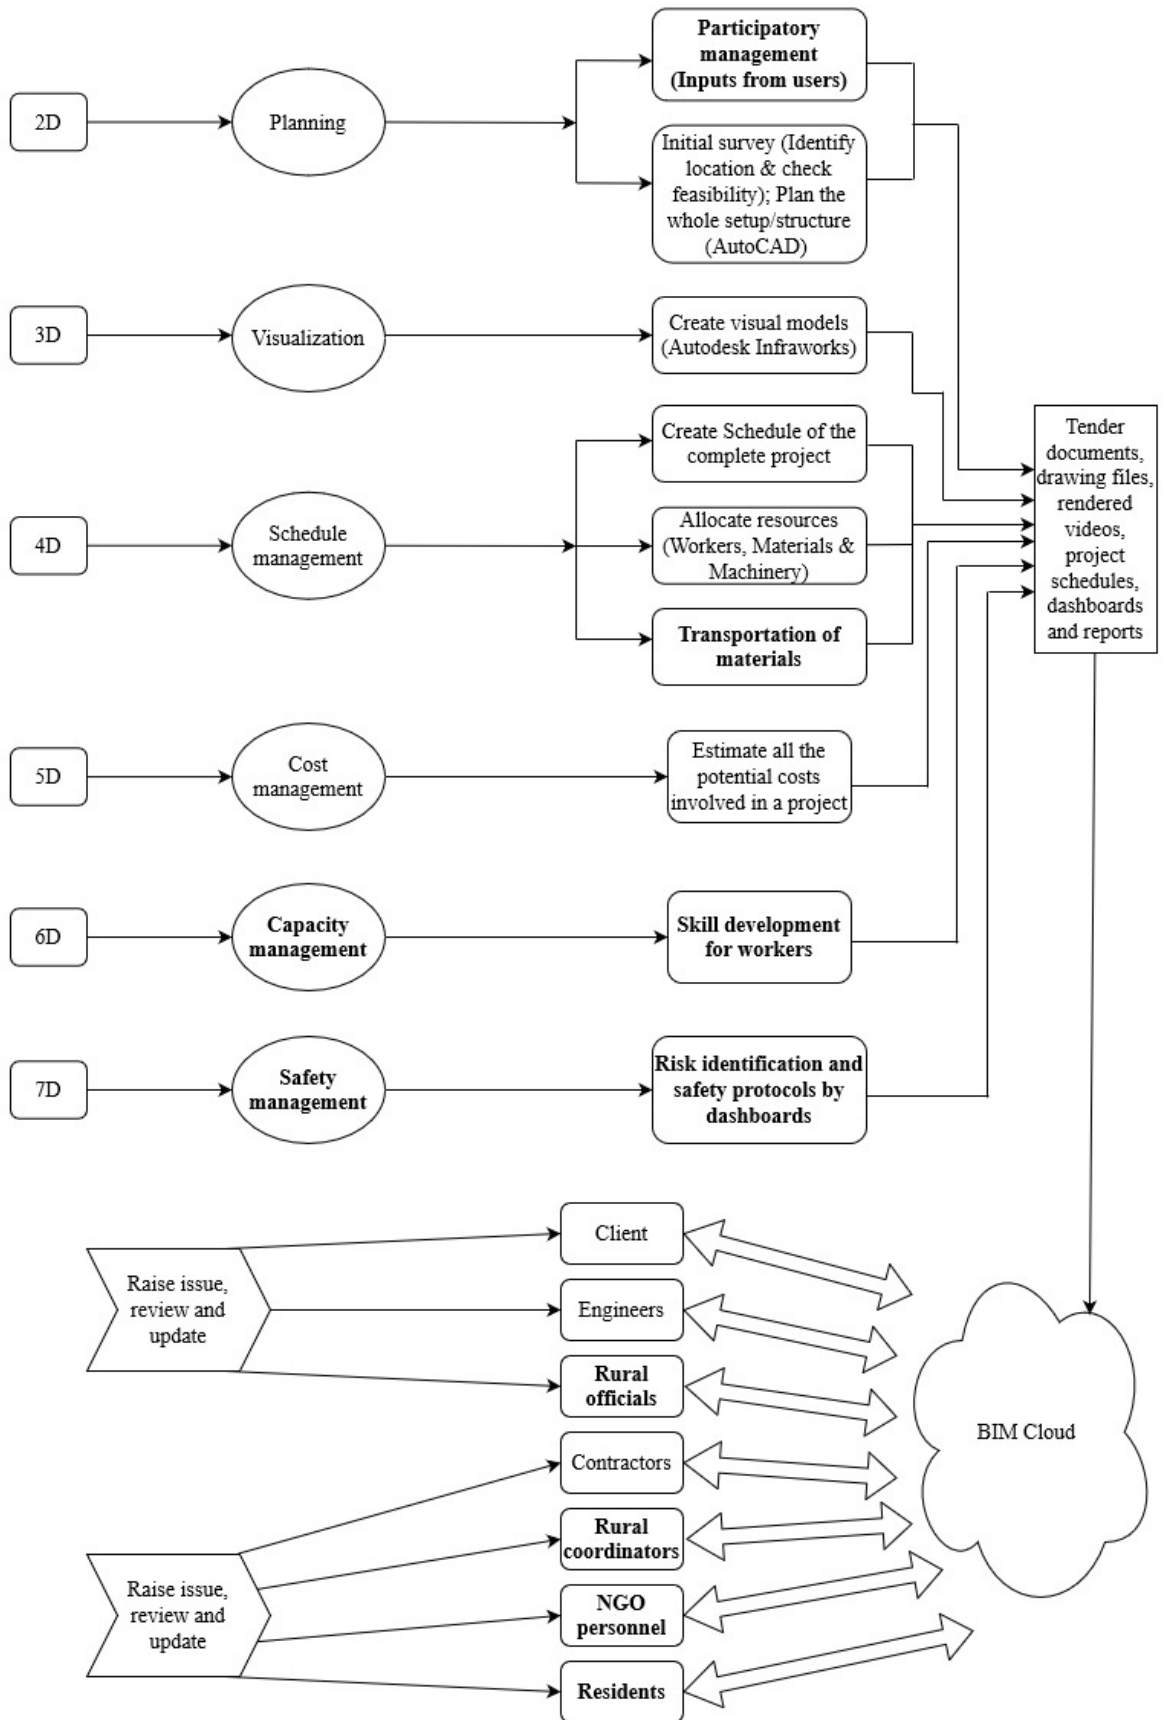 2D
Planning
Participatory
management
(Inputs from users)
Initial survey (Identify
location & check
feasibility); Plan the
whole setup/structure
(AutoCAD)
3D
Visualization
Create visual models
(Autodesk Infraworks)
4D
Schedule
management
Create Schedule of the
complete project
Allocate resources
(Workers, Materials &
Machinery)
Transportation of
materials
Tender
documents,
drawing files,
rendered
videos,
project
schedules,
dashboards
and reports
5D
Cost
management
Estimate all the
potential costs
involved in a project
6D
Capacity
management
Skill development
for workers
7D
Safety
management
Risk identification and
safety protocols by
dashboards
Raise issue,
review and
update
Client
Engineers
Rural
officials
Contractors
Raise issue,
review and
update
Rural
coordinators
NGO
personnel
Residents
BIM Cloud